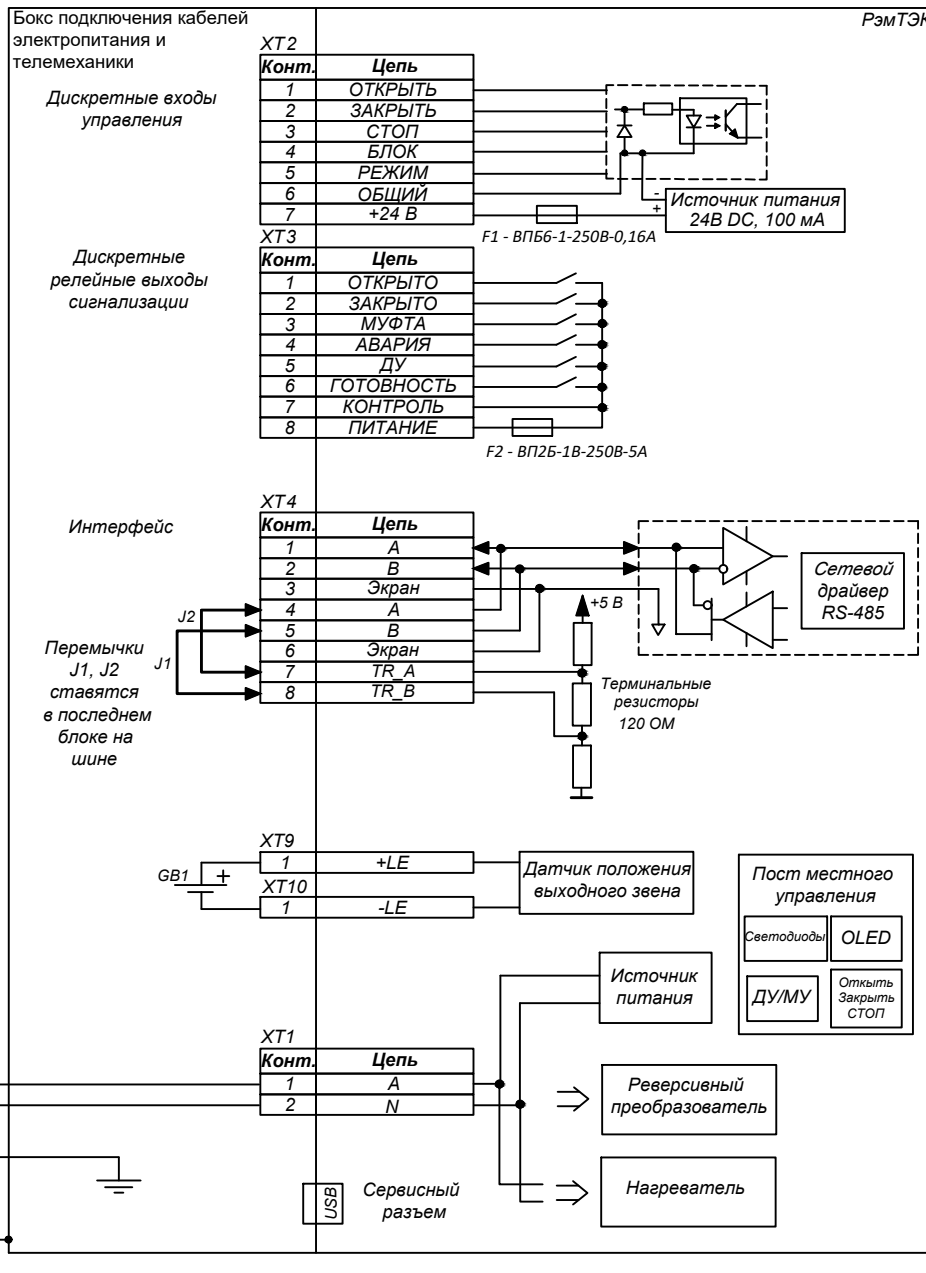 Бокс подключения кабелей
электропитания и
телемеханики
РэмТЭК
Дискретные входы
управления
XT2
Конт. Цепь
1 ОТКРЫТЬ
2 ЗАКРЫТЬ
3 СТОП
4 БЛОК
5 РЕЖИМ
6 ОБЩИЙ
7 +24 В
-
+
Источник питания
24В DC, 100 мА
F1 - ВПБ6-1-250В-0,16А
Дискретные
релейные выходы
сигнализации
XT3
Конт. Цепь
1 ОТКРЫТО
2 ЗАКРЫТО
3 МУФТА
4 АВАРИЯ
5 ДУ
6 ГОТОВНОСТЬ
7 КОНТРОЛЬ
8 ПИТАНИЕ
F2 - ВП2Б-1В-250В-5А
Интерфейс
XT4
Конт. Цепь
1 A
2 B
3 Экран
4 A
5 B
6 Экран
7 TR_A
8 TR_B
J2
J1
Перемычки
J1, J2
ставятся
в последнем
блоке на
шине
+5 В
Терминальные
резисторы
120 ОМ
Сетевой
драйвер
RS-485
XT9
1 +LE
GB1 +
XT10
1 -LE
Датчик положения
выходного звена
Пост местного
управления
Светодиоды
OLED
ДУ/МУ
Откыть
Закрыть
СТОП
Источник
питания
XT1
Конт. Цепь
1 A
2 N
Реверсивный
преобразователь
Нагреватель
USB
Сервисный
разъем